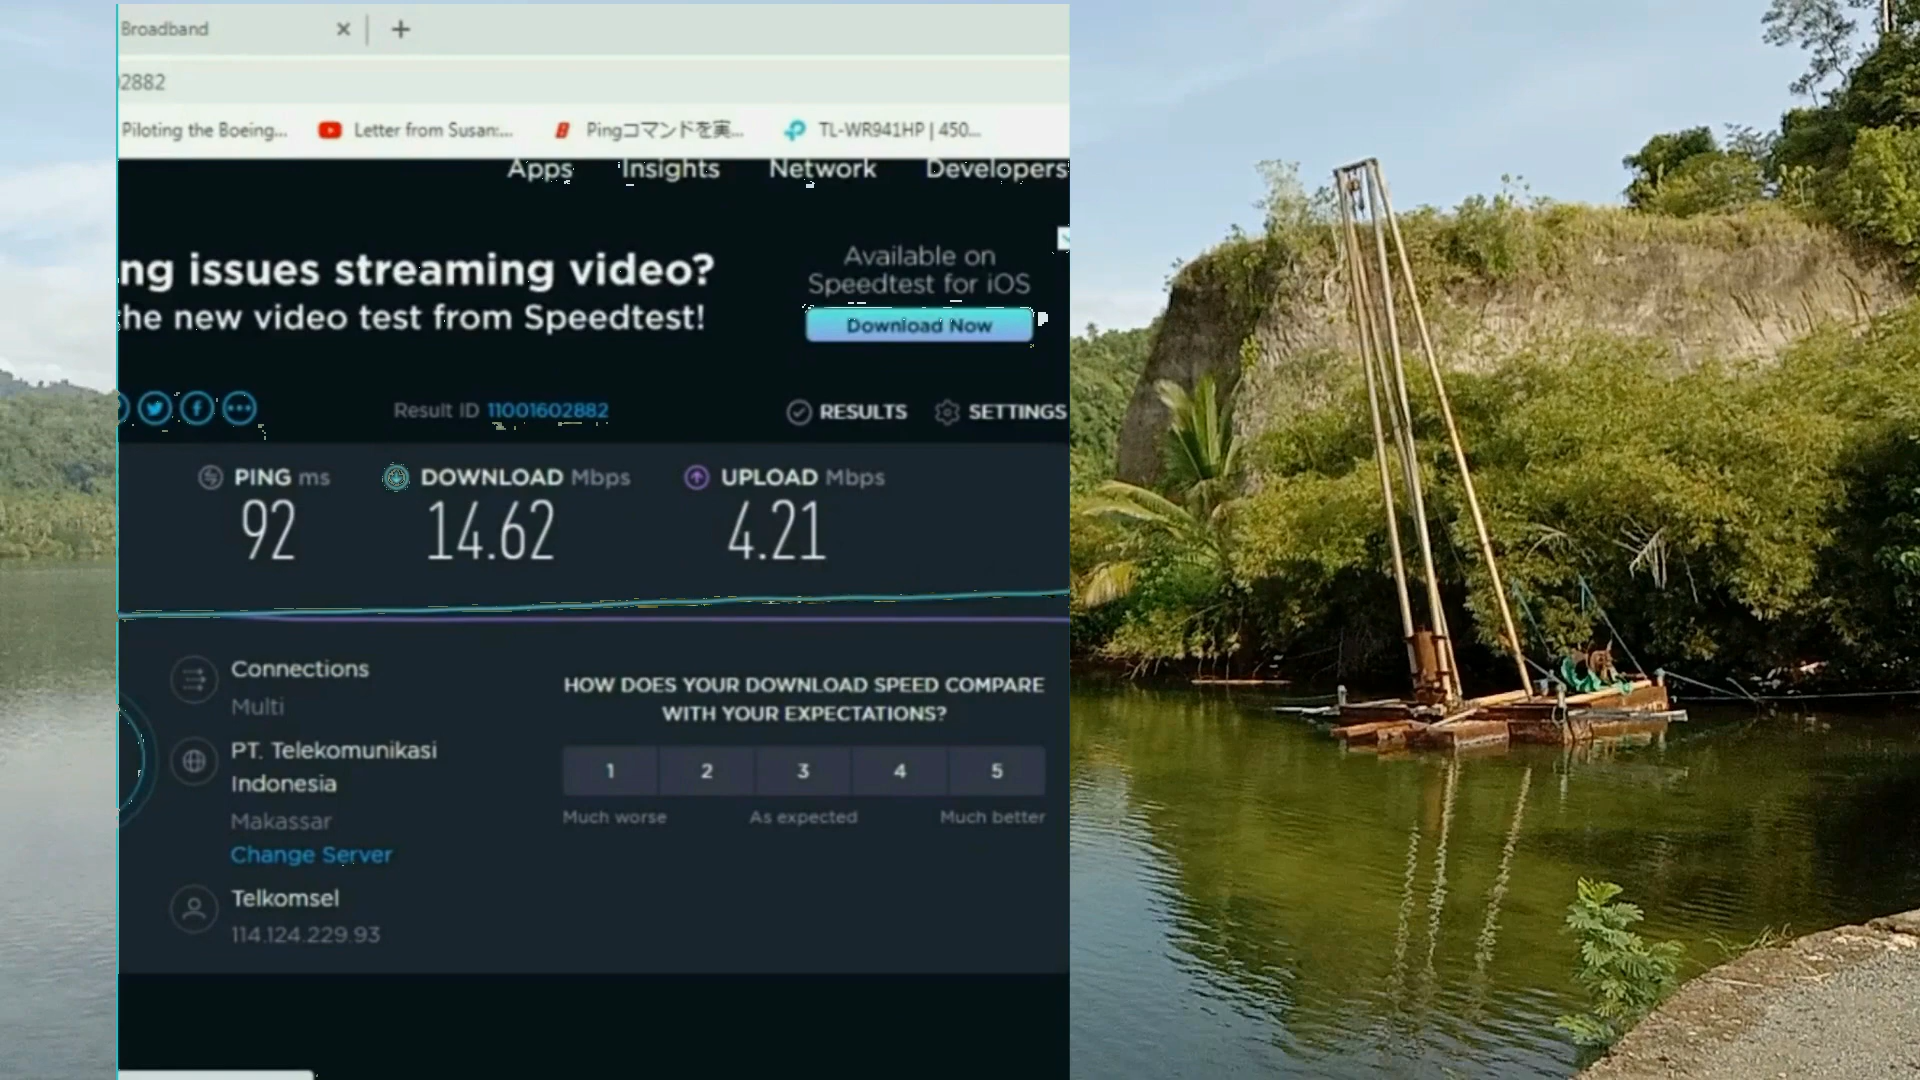 Broadband
02882
Piloting the Boeing...
Letter from Susan:...
Pingコマンドを実...
TL-WR941HP | 450...
Apps
Insights
Network
Developers
ng issues streaming video?
he new video test from Speedtest!
Available on
Speedtest for iOS
Download Now
Result ID 11001602882
RESULTS
SETTINGS
PING ms
92
DOWNLOAD Mbps
14.62
UPLOAD Mbps
4.21
Connections
Multi
PT. Telekomunikasi
Indonesia
Makassar
Change Server
Telkomsel
114.124.229.93
HOW DOES YOUR DOWNLOAD SPEED COMPARE
WITH YOUR EXPECTATIONS?
1 2 3 4 5
Much worse
As expected
Much better